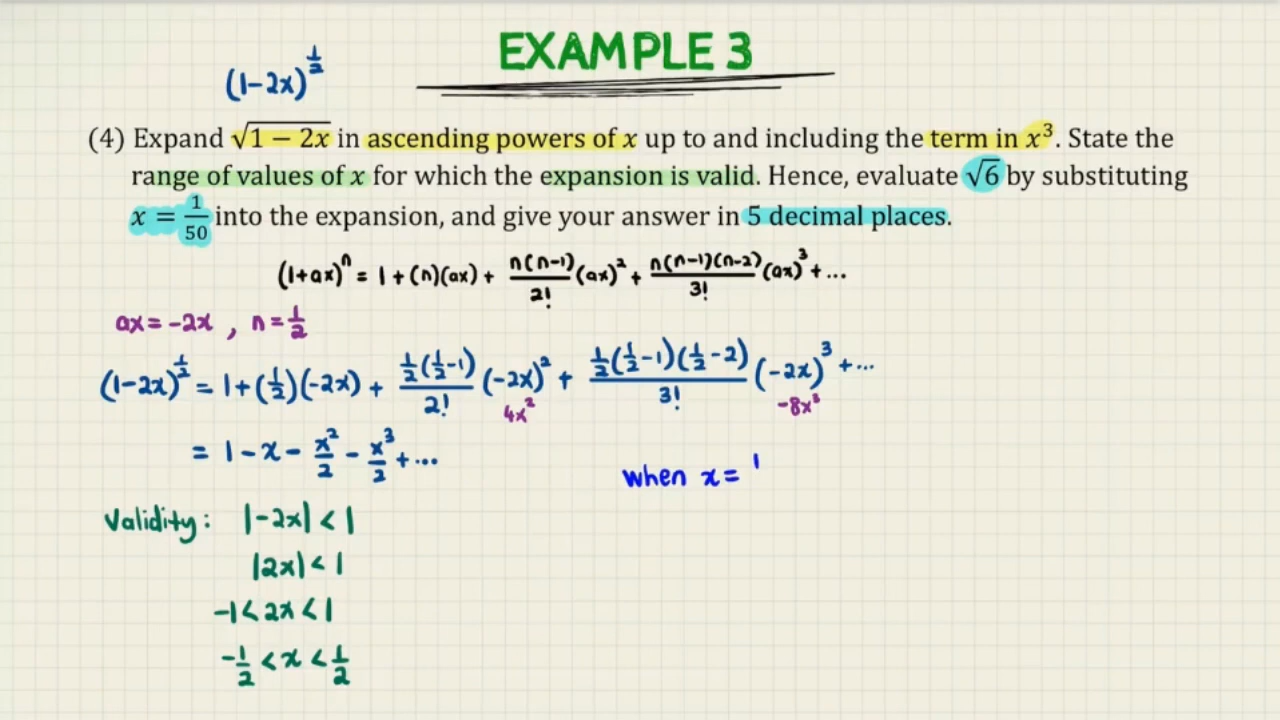 EXAMPLE 3
(1-2x)^½
(4) Expand √1 − 2x in ascending powers of x up to and including the term in x³. State the
range of values of x for which the expansion is valid. Hence, evaluate √6 by substituting
x = 1/50 into the expansion, and give your answer in 5 decimal places.
(1+ax)^n = 1 + (n)(ax) + n(n-1)/2! (ax)² + n(n-1)(n-2)/3! (ax)³ + ...
ax = -2x , n = ½
(1-2x)^½ = 1 + (½)(-2x) + ½(½-1)/2! (-2x)² + ½(½-1)(½-2)/3! (-2x)³ + ...
4x² -8x³
= 1 - x - x²/2 - x³/2 + ...
when x = 1
Validity: |-2x| < 1
|2x| < 1
-1 < 2x < 1
-½ < x < ½